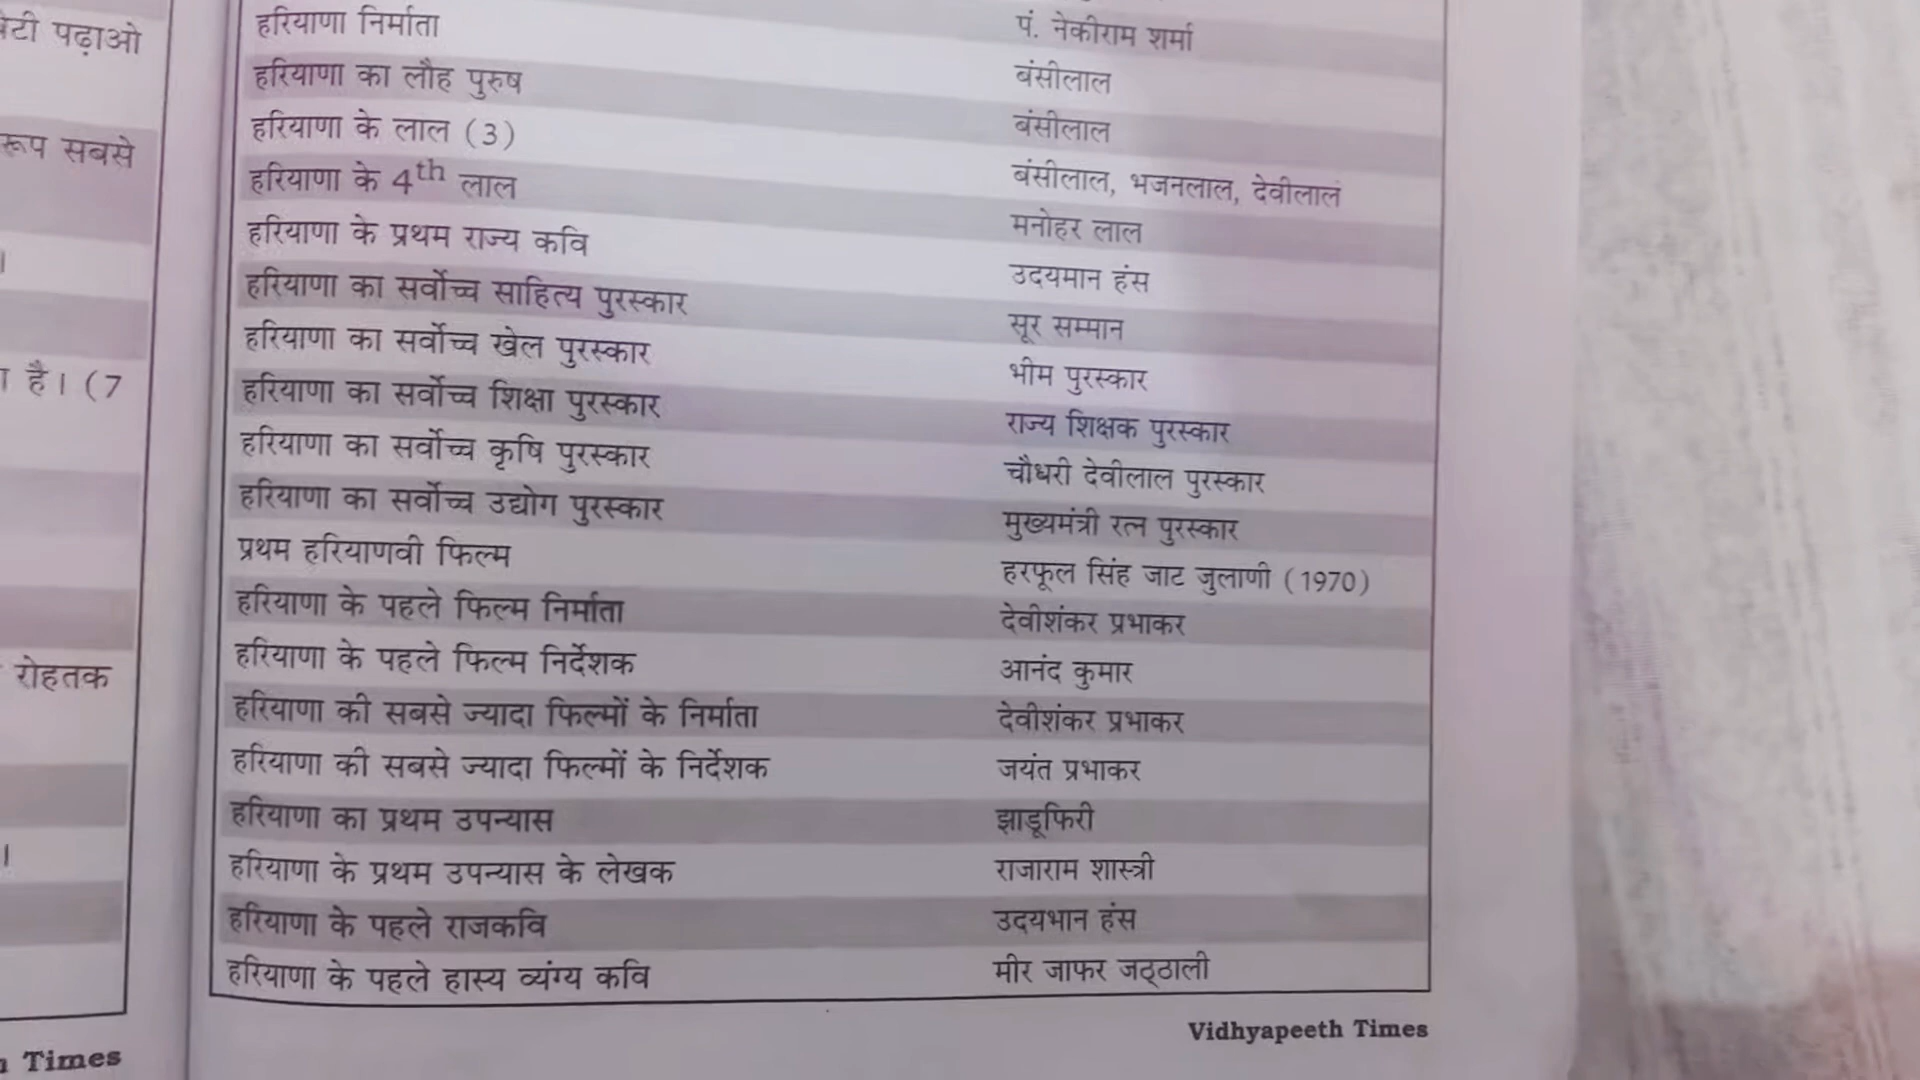 बेटी पढ़ाओ
रूप सबसे
है। (7
रोहतक
Times
हरियाणा निर्माता पं. नेकीराम शर्मा
हरियाणा का लौह पुरुष बंसीलाल
हरियाणा के लाल (3) बंसीलाल
हरियाणा के 4th लाल बंसीलाल, भजनलाल, देवीलाल
हरियाणा के प्रथम राज्य कवि मनोहर लाल
हरियाणा का सर्वोच्च साहित्य पुरस्कार उदयमान हंस
हरियाणा का सर्वोच्च खेल पुरस्कार सूर सम्मान
हरियाणा का सर्वोच्च शिक्षा पुरस्कार भीम पुरस्कार
हरियाणा का सर्वोच्च कृषि पुरस्कार राज्य शिक्षक पुरस्कार
हरियाणा का सर्वोच्च उद्योग पुरस्कार चौधरी देवीलाल पुरस्कार
प्रथम हरियाणवी फिल्म मुख्यमंत्री रत्न पुरस्कार
हरफूल सिंह जाट जुलाणी (1970)
हरियाणा के पहले फिल्म निर्माता देवीशंकर प्रभाकर
हरियाणा के पहले फिल्म निर्देशक आनंद कुमार
हरियाणा की सबसे ज्यादा फिल्मों के निर्माता देवीशंकर प्रभाकर
हरियाणा की सबसे ज्यादा फिल्मों के निर्देशक जयंत प्रभाकर
हरियाणा का प्रथम उपन्यास झाडूफिरी
हरियाणा के प्रथम उपन्यास के लेखक राजाराम शास्त्री
हरियाणा के पहले राजकवि उदयभान हंस
हरियाणा के पहले हास्य व्यंग्य कवि मीर जाफर जठ्ठाली
Vidhyapeeth Times